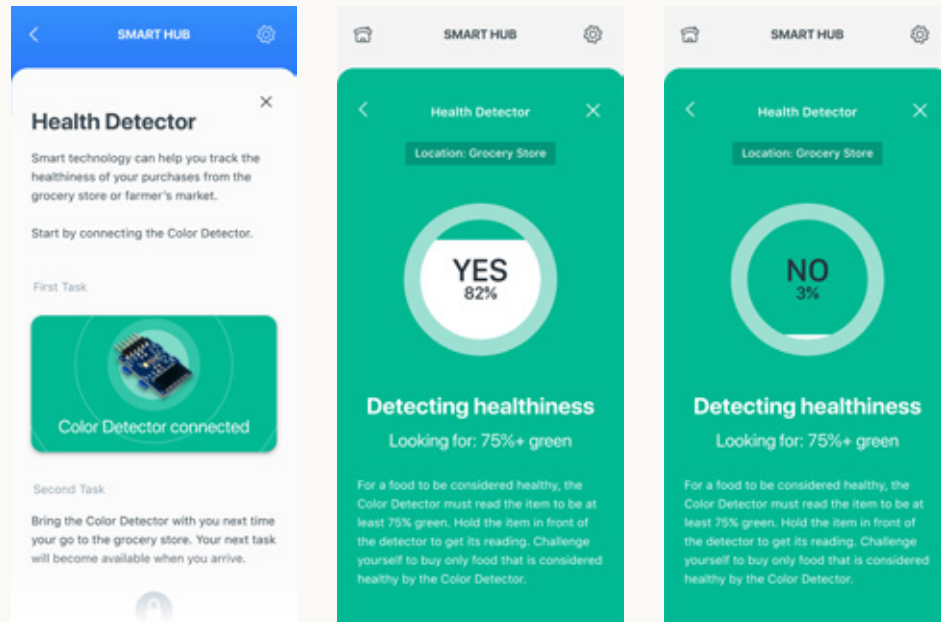 SMART HUB
Health Detector
Smart technology can help you track the
healthiness of your purchases from the
grocery store or farmer's market.
Start by connecting the Color Detector.
First Task
Color Detector connected
Second Task
Bring the Color Detector with you next time
your go to the grocery store. Your next task
will become available when you arrive.
SMART HUB
Health Detector
Location: Grocery Store
YES
82%
Detecting healthiness
Looking for: 75%+ green
For a food to be considered healthy, the
Color Detector must read the item to be at
least 75% green. Hold the item in front of
the detector to get its reading. Challenge
yourself to buy only food that is considered
healthy by the Color Detector.
SMART HUB
Health Detector
Location: Grocery Store
NO
3%
Detecting healthiness
Looking for: 75%+ green
For a food to be considered healthy, the
Color Detector must read the item to be at
least 75% green. Hold the item in front of
the detector to get its reading. Challenge
yourself to buy only food that is considered
healthy by the Color Detector.